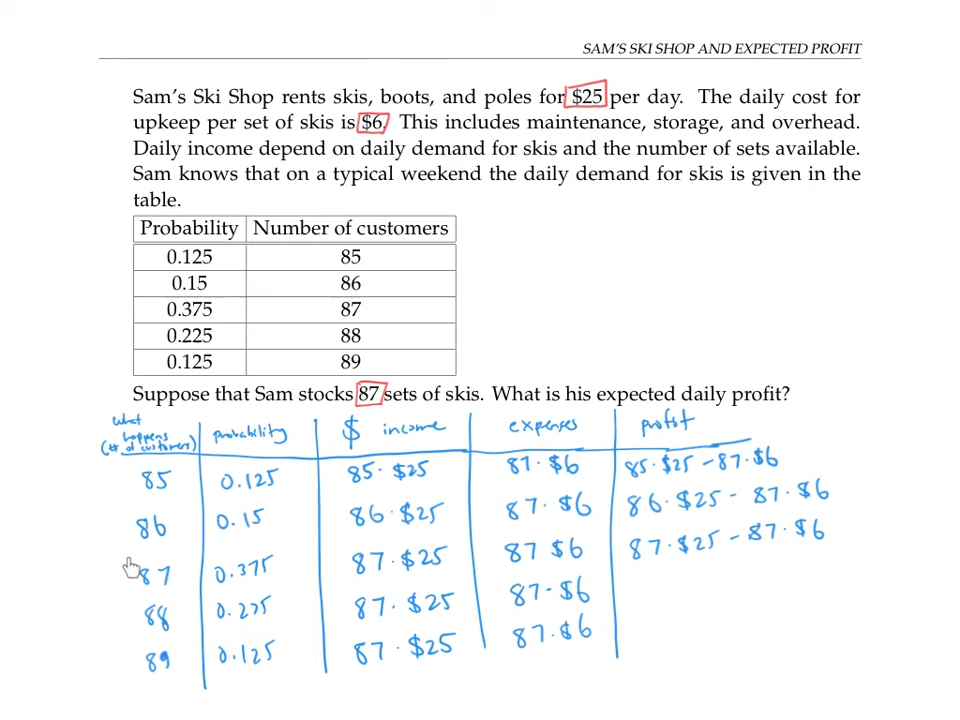 SAM'S SKI SHOP AND EXPECTED PROFIT
Sam's Ski Shop rents skis, boots, and poles for $25 per day. The daily cost for
upkeep per set of skis is $6. This includes maintenance, storage, and overhead.
Daily income depend on daily demand for skis and the number of sets available.
Sam knows that on a typical weekend the daily demand for skis is given in the
table.
Probability Number of customers
0.125 85
0.15 86
0.375 87
0.225 88
0.125 89
Suppose that Sam stocks 87 sets of skis. What is his expected daily profit?
what
happens
(# of customers) probability $ income expenses profit
85 0.125 85·$25 87·$6 85·$25 - 87·$6
86 0.15 86·$25 87·$6 86·$25 - 87·$6
87 0.375 87·$25 87 $6 87·$25 - 87·$6
88 0.225 87·$25 87·$6
89 0.125 87·$25 87·$6